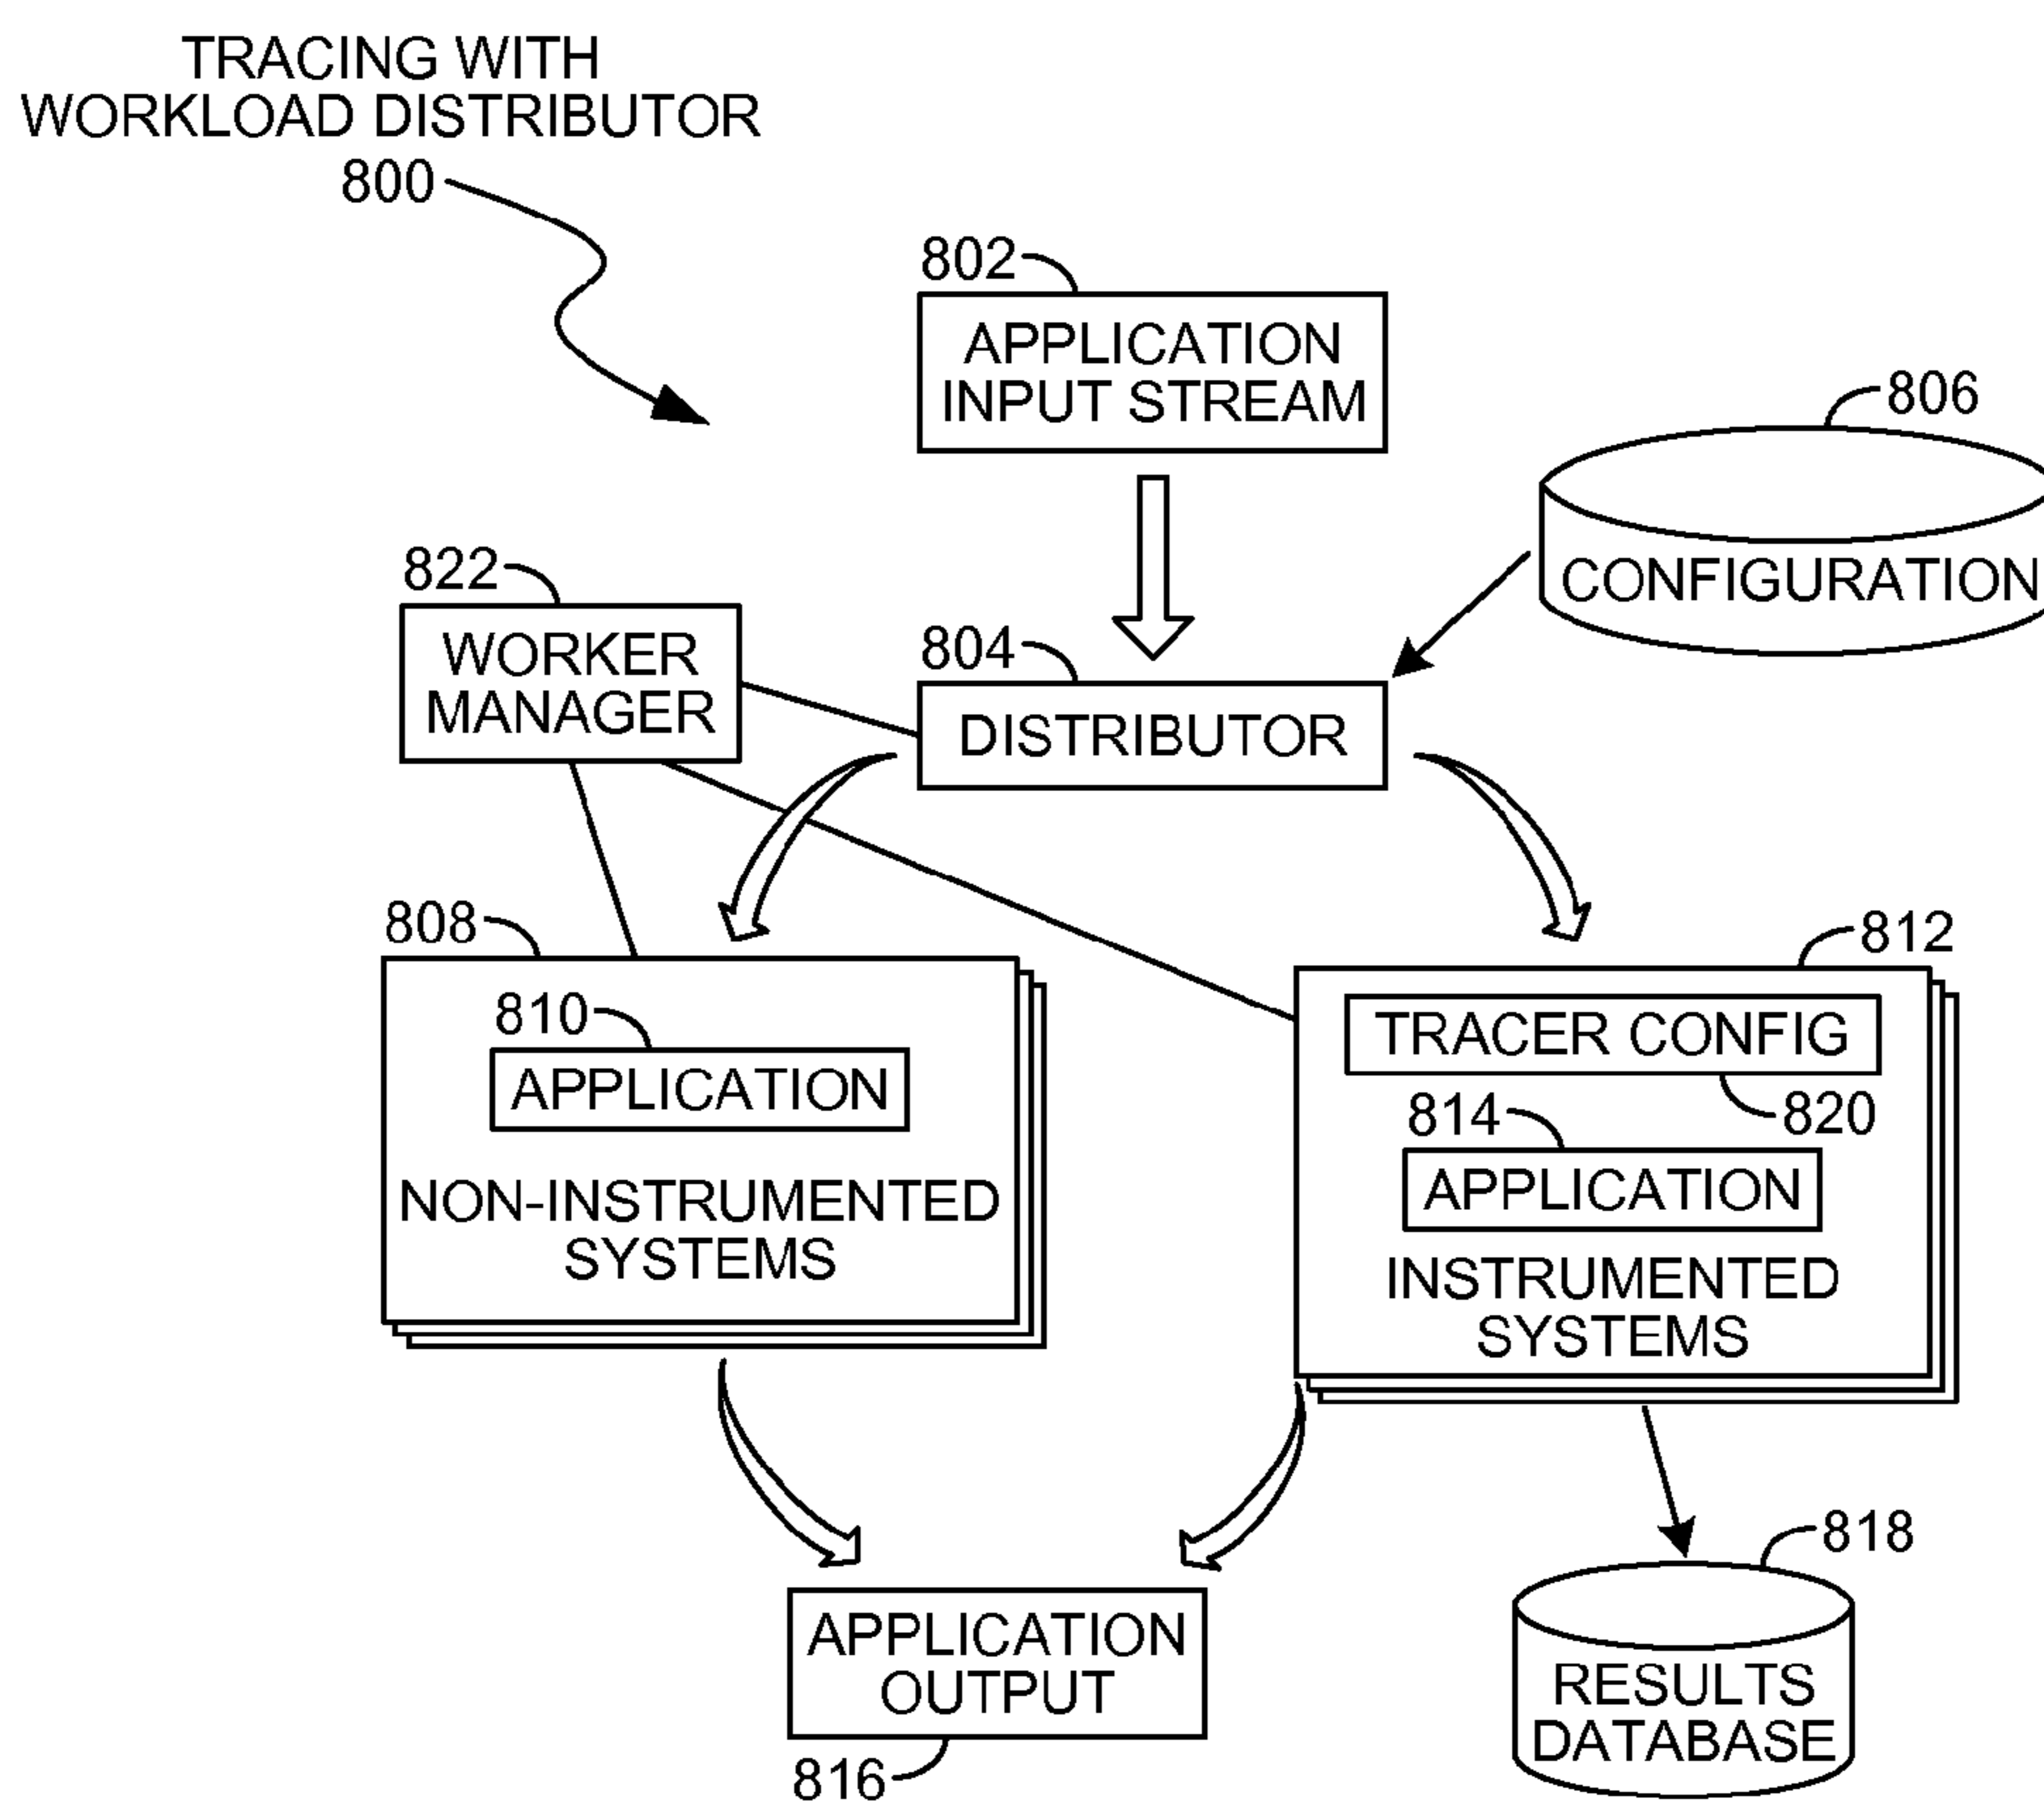 TRACING WITH
WORKLOAD DISTRIBUTOR
800
802
APPLICATION
INPUT STREAM
806
CONFIGURATION
822
WORKER
MANAGER
804
DISTRIBUTOR
808
810
APPLICATION
NON-INSTRUMENTED
SYSTEMS
812
TRACER CONFIG
820
814
APPLICATION
INSTRUMENTED
SYSTEMS
APPLICATION
OUTPUT
816
818
RESULTS
DATABASE